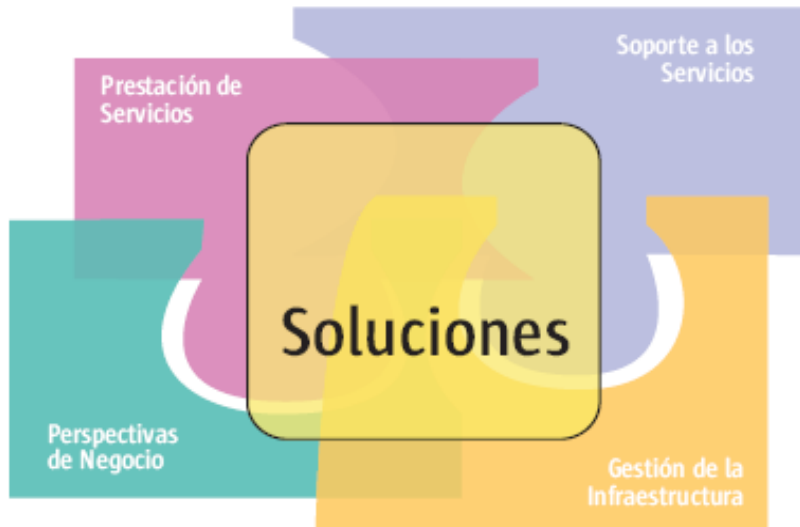 Soporte a los
Servicios
Prestación de
Servicios
Soluciones
Perspectivas
de Negocio
Gestión de la
Infraestructura